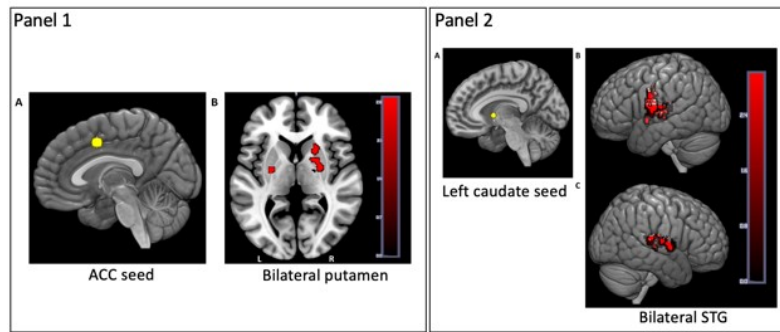 Panel 1
A
B
L
R
ACC seed
Bilateral putamen
Panel 2
A
B
C
Left caudate seed
Bilateral STG